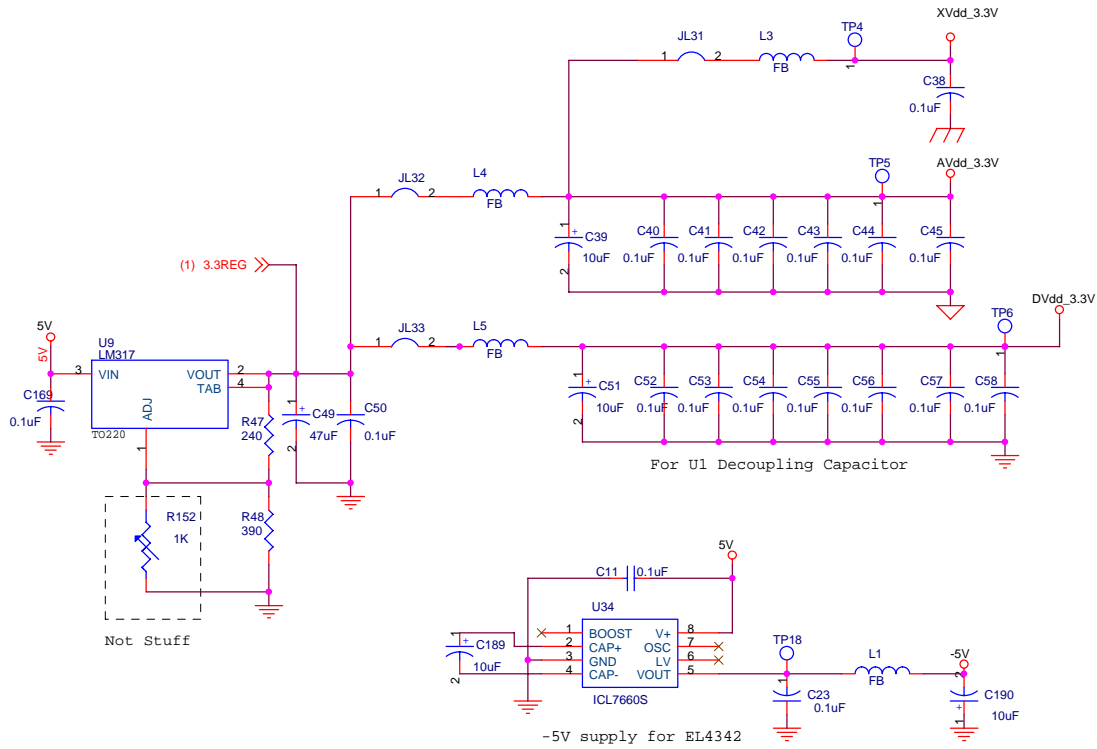 XVdd_3.3V
TP4
1
JL31
1 2
L3
FB
C38
0.1uF
JL32
1 2
L4
FB
TP5
1
AVdd_3.3V
1
+
C39
10uF
2
C40
0.1uF
C41
0.1uF
C42
0.1uF
C43
0.1uF
C44
0.1uF
C45
0.1uF
(1) 3.3REG
DVdd_3.3V
TP6
1
JL33
1 2
L5
FB
1
+
C51
10uF
2
C52
0.1uF
C53
0.1uF
C54
0.1uF
C55
0.1uF
C56
0.1uF
C57
0.1uF
C58
0.1uF
For U1 Decoupling Capacitor
5V
5V
C169
0.1uF
U9
LM317
3 VIN
VOUT 2
TAB 4
ADJ
1
TO220
R47
240
1
+
C49
47uF
2
C50
0.1uF
R152
1K
R48
390
Not Stuff
5V
C11 0.1uF
U34
1 BOOST V+ 8
2 CAP+ OSC 7
3 GND LV 6
4 CAP- VOUT 5
ICL7660S
1
+
C189
10uF
2
TP18
1
C23
0.1uF
L1
FB
-5V
2
C190
10uF
+
1
-5V supply for EL4342